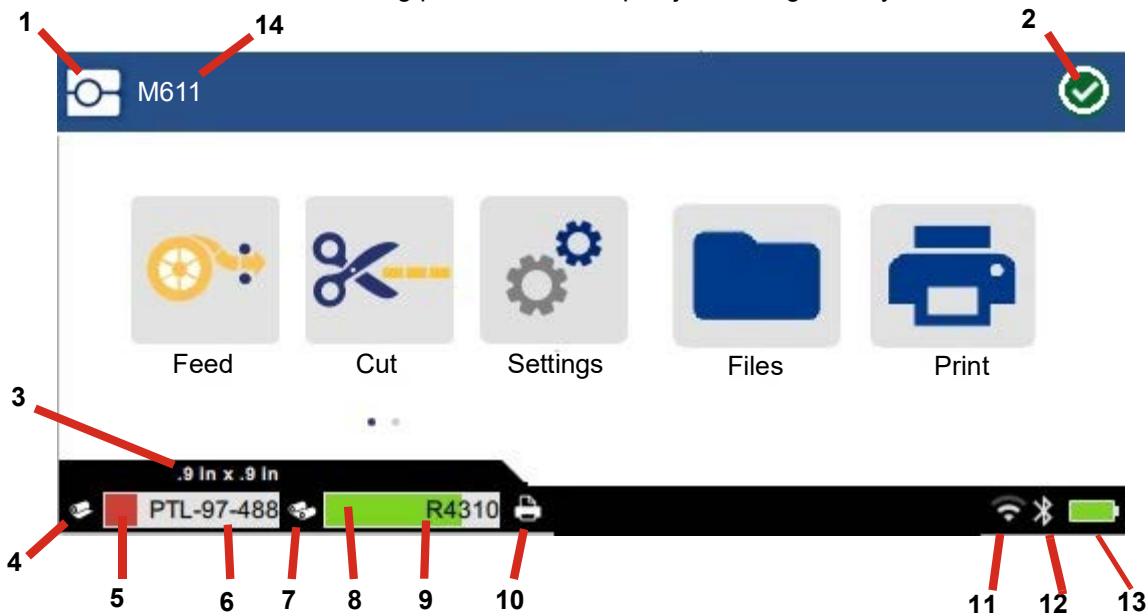 1 14 2
M611
Feed Cut Settings Files Print
3
.9 in x .9 in
PTL-97-488 R4310
4 5 6 7 8 9 10 11 12 13